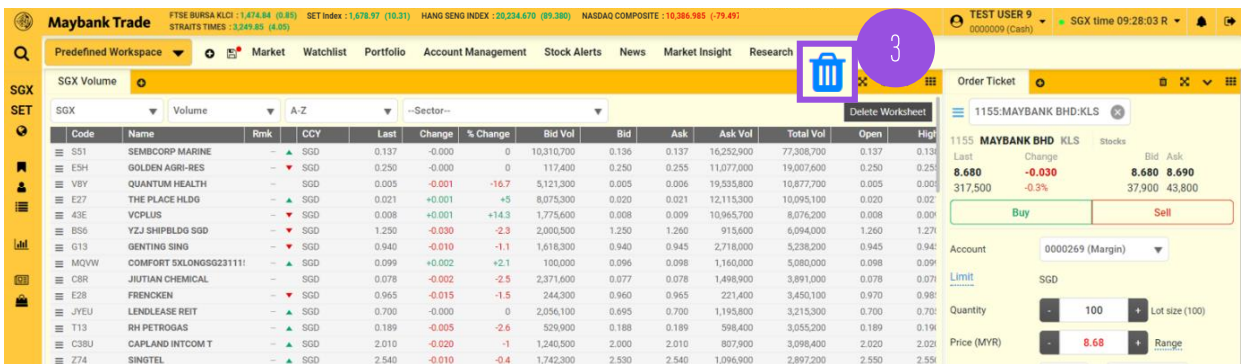 Maybank Trade
FTSE BURSA KLCI : 1,474.64 (0.85) SET Index : 1,678.97 (10.31) HANG SENG INDEX : 20,234.670 (89.380) NASDAQ COMPOSITE : 10,386.985 (-79.497
STRAITS TIMES : 3,249.85 (4.05)
TEST USER 9
0000009 (Cash)
SGX time 09:28:03 R
Predefined Workspace Market Watchlist Portfolio Account Management Stock Alerts News Market Insight Research
3
SGX
SET
SGX Volume
Order Ticket
SGX Volume A-Z --Sector--
Delete Worksheet
1155:MAYBANK BHD:KLS
Code Name Rmk CCY Last Change % Change Bid Vol Bid Ask Ask Vol Total Vol Open High
S51 SEMBCORP MARINE - SGD 0.137 -0.000 0 10,310,700 0.136 0.137 16,252,900 77,308,700 0.137
E5H GOLDEN AGRI-RES - SGD 0.250 -0.000 0 117,400 0.250 0.255 11,077,000 19,007,600 0.250
V8Y QUANTUM HEALTH - SGD 0.005 -0.001 -16.7 5,121,300 0.005 0.006 19,535,800 10,877,700 0.005
E27 THE PLACE HLDG - SGD 0.021 +0.001 +5 8,075,300 0.020 0.021 12,115,300 10,095,100 0.020
43E VCPLUS - SGD 0.008 +0.001 +14.3 1,775,600 0.008 0.009 10,965,700 8,076,200 0.008
BS6 YZJ SHIPBLDG SGD - SGD 1.250 -0.030 -2.3 2,000,500 1.250 1.260 915,600 6,094,000 1.260
G13 GENTING SING - SGD 0.940 -0.010 -1.1 1,618,300 0.940 0.945 2,718,000 5,238,200 0.945
MQVW COMFORT 5XLONGSG23111 - SGD 0.099 +0.002 +2.1 100,000 0.096 0.098 1,160,000 5,080,000 0.098
C8R JIUTIAN CHEMICAL - SGD 0.078 -0.002 -2.5 2,371,600 0.077 0.078 1,498,900 3,891,000 0.078
E28 FRENCKEN - SGD 0.965 -0.015 -1.5 244,300 0.960 0.965 221,400 3,450,100 0.970
JYEU LENDLEASE REIT - SGD 0.700 -0.000 0 2,056,100 0.695 0.700 1,195,800 3,215,300 0.700
T13 RH PETROGAS - SGD 0.189 -0.005 -2.6 529,900 0.188 0.189 598,400 3,055,200 0.189
C38U CAPLAND INTCOM T - SGD 2.010 -0.020 -1 1,240,500 2.000 2.010 807,900 3,098,400 2.020
Z74 SINGTEL - SGD 2.540 -0.010 -0.4 1,742,300 2.530 2.540 1,096,900 2,897,200 2.550
1155 MAYBANK BHD KLS Stocks
Last Change Bid Ask
8.680 -0.030 8.680 8.690
317,500 -0.3% 37,900 43,800
Buy Sell
Account 0000269 (Margin)
Limit SGD
Quantity - 100 + Lot size (100)
Price (MYR) - 8.68 + Range